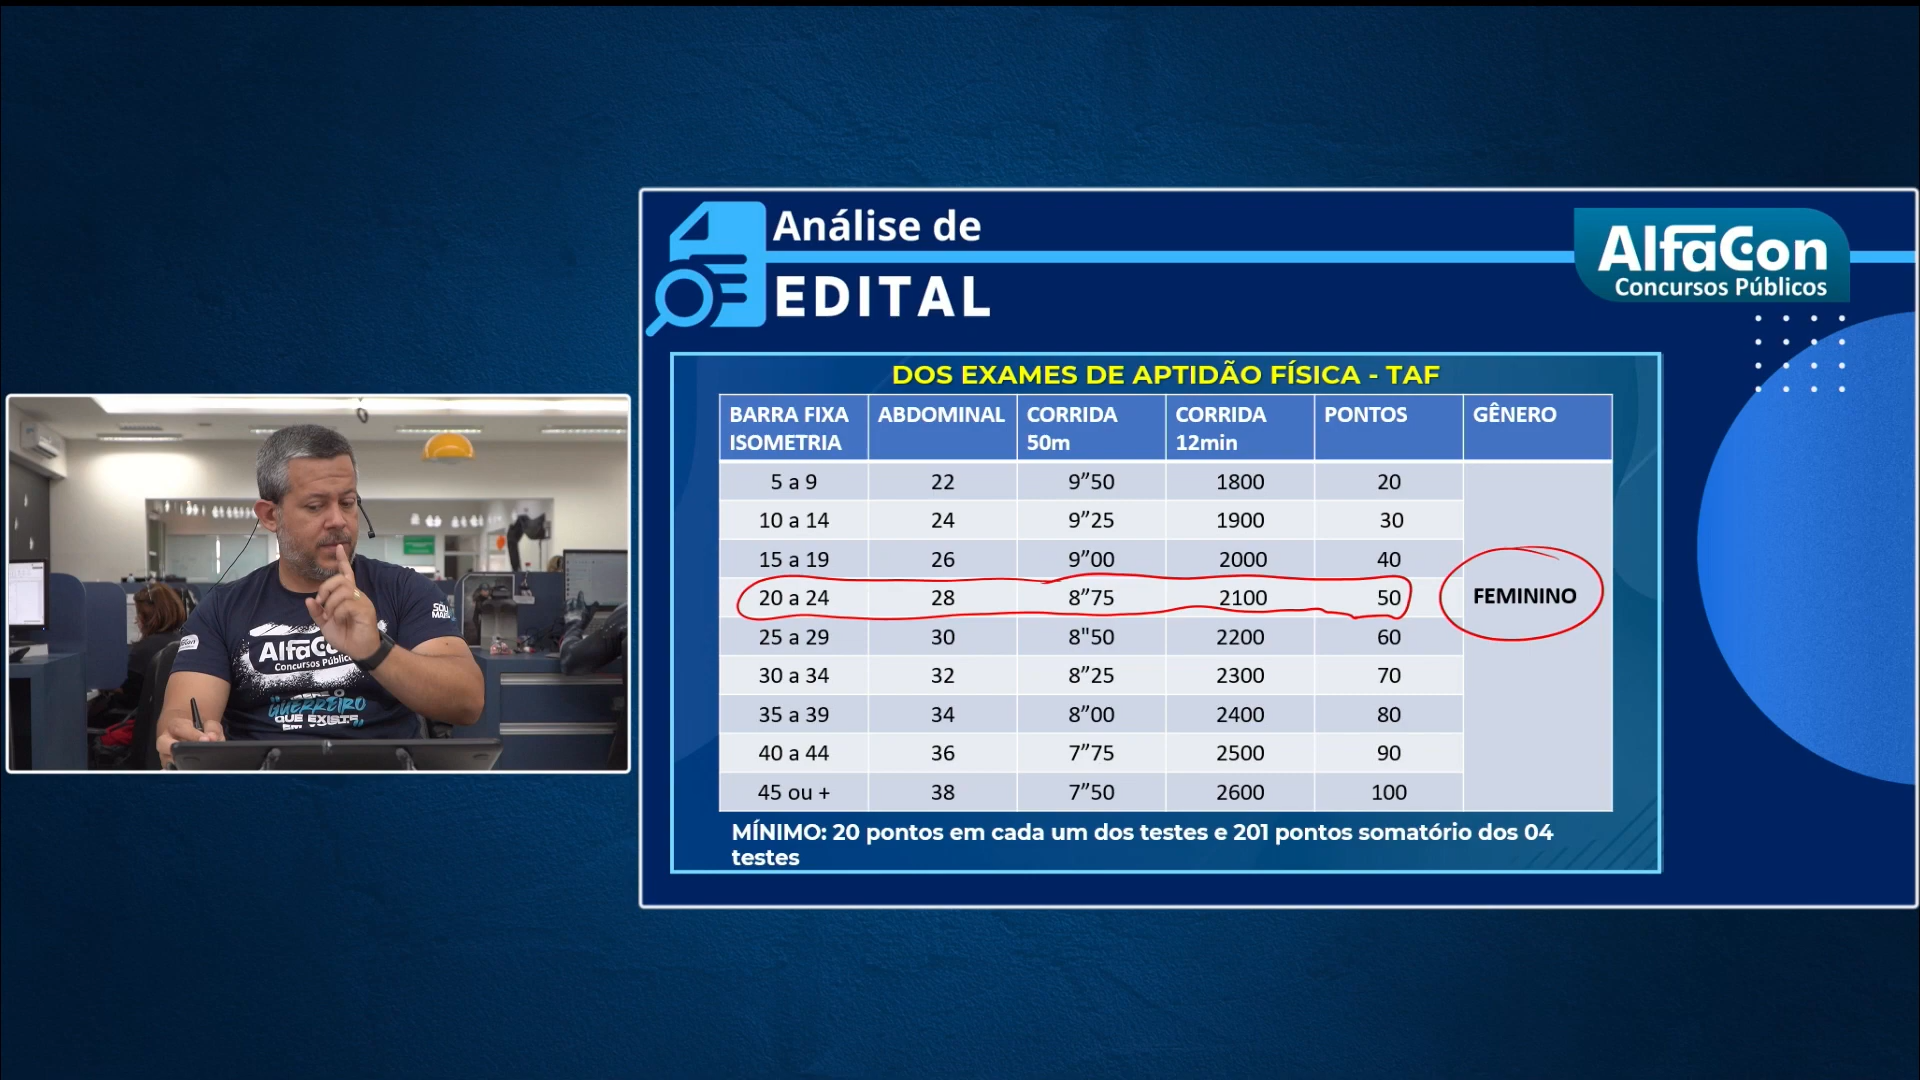 Análise de
EDITAL
AlfaCon
Concursos Públicos
DOS EXAMES DE APTIDÃO FÍSICA - TAF
BARRA FIXA ISOMETRIA ABDOMINAL CORRIDA 50m CORRIDA 12min PONTOS GÊNERO
5 a 9 22 9”50 1800 20
10 a 14 24 9”25 1900 30
15 a 19 26 9”00 2000 40
20 a 24 28 8”75 2100 50 FEMININO
25 a 29 30 8"50 2200 60
30 a 34 32 8”25 2300 70
35 a 39 34 8”00 2400 80
40 a 44 36 7”75 2500 90
45 ou + 38 7”50 2600 100
MÍNIMO: 20 pontos em cada um dos testes e 201 pontos somatório dos 04
testes
SOU
MAIS
AlfaCon
Concursos Públicos
GUERREIRO
QUE EXISTE